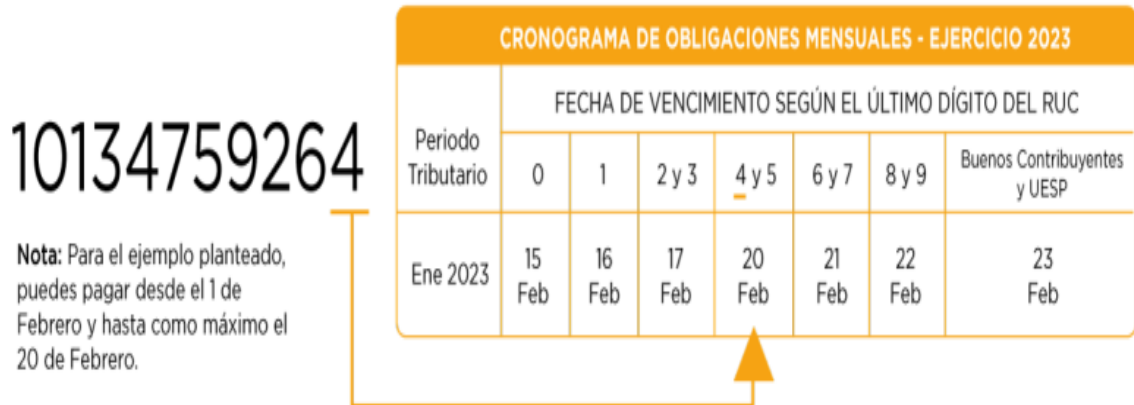 10134759264
Nota: Para el ejemplo planteado,
puedes pagar desde el 1 de
Febrero y hasta como máximo el
20 de Febrero.
CRONOGRAMA DE OBLIGACIONES MENSUALES - EJERCICIO 2023
Periodo
Tributario
FECHA DE VENCIMIENTO SEGÚN EL ÚLTIMO DÍGITO DEL RUC
0
1
2 y 3
4 y 5
6 y 7
8 y 9
Buenos Contribuyentes
y UESP
Ene 2023
15
Feb
16
Feb
17
Feb
20
Feb
21
Feb
22
Feb
23
Feb